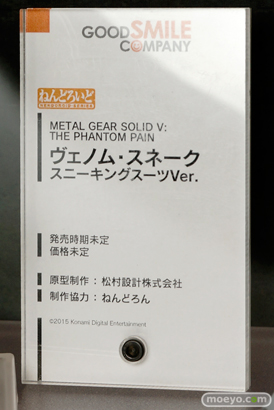 GOOD SMILE
COMPANY
ねんどろいど
NENDOROID SERIES
METAL GEAR SOLID V:
THE PHANTOM PAIN
ヴェノム・スネーク
スニーキングスーツVer.
発売時期未定
価格未定
原型制作：松村設計株式会社
制作協力：ねんどろん
©2015 Konami Digital Entertainment
moeyo.com